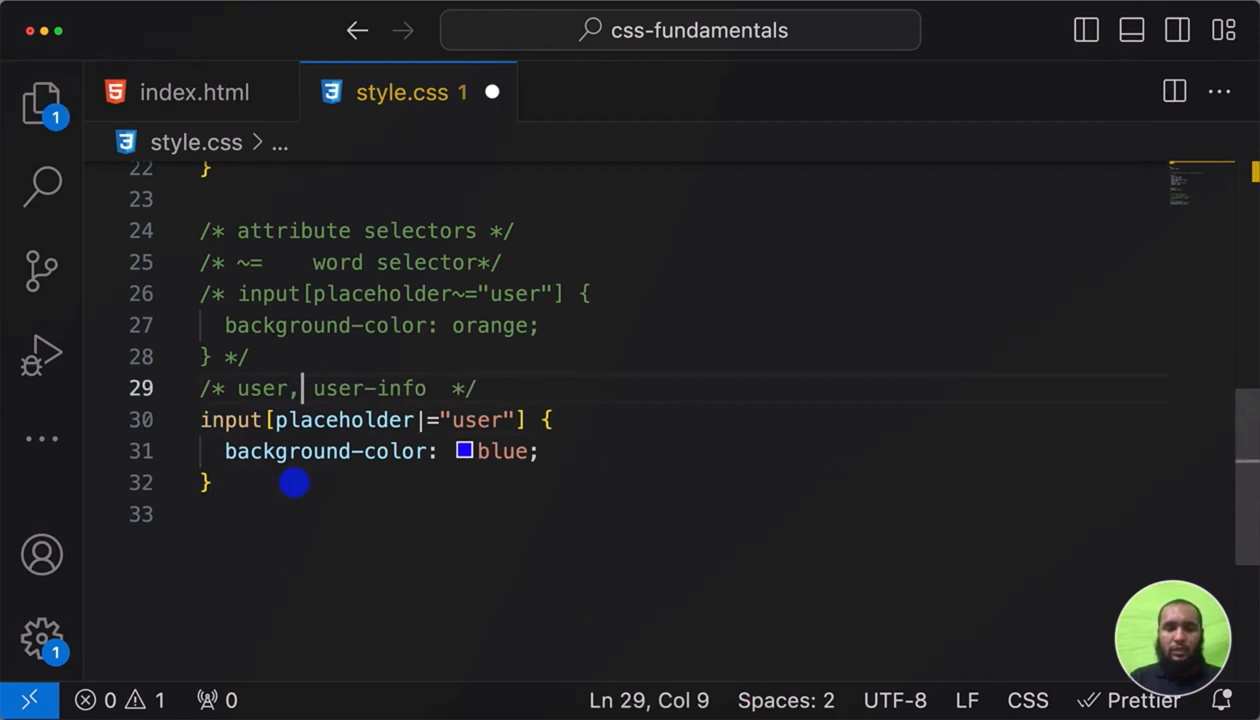 css-fundamentals
index.html
style.css 1
style.css > ...
22 }
23
24 /* attribute selectors */
25 /* ~=    word selector*/
26 /* input[placeholder~="user"] {
27   background-color: orange;
28 } */
29 /* user, user-info  */
30 input[placeholder|="user"] {
31   background-color: blue;
32 }
33
1
1
0 1 0 Ln 29, Col 9 Spaces: 2 UTF-8 LF CSS Prettier